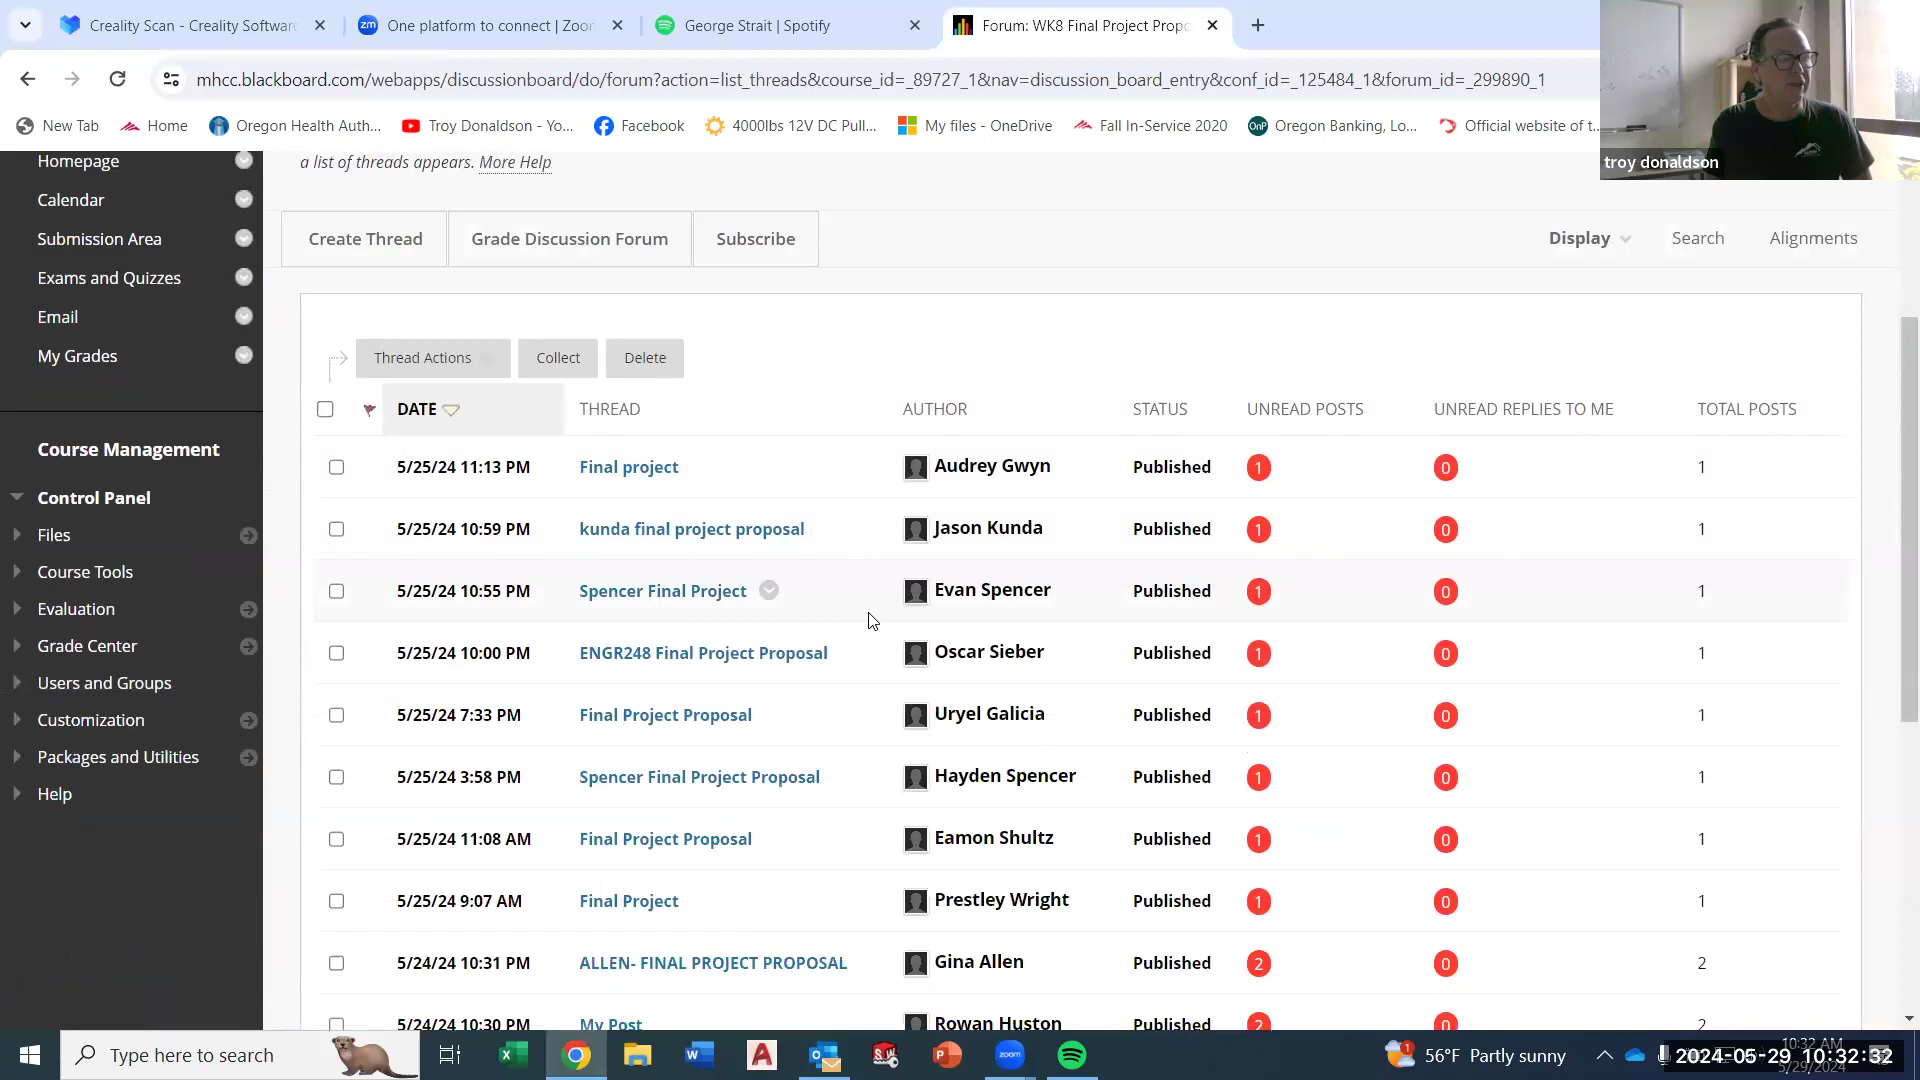 Creality Scan - Creality Software
One platform to connect | Zoom
George Strait | Spotify
Forum: WK8 Final Project Propo
mhcc.blackboard.com/webapps/discussionboard/do/forum?action=list_threads&course_id=_89727_1&nav=discussion_board_entry&conf_id=_125484_1&forum_id=_299890_1
New Tab
Home
Oregon Health Auth...
Troy Donaldson - Yo...
Facebook
4000lbs 12V DC Pull...
My files - OneDrive
Fall In-Service 2020
Oregon Banking, Lo...
Official website of t...
troy donaldson
Homepage
Calendar
Submission Area
Exams and Quizzes
Email
My Grades
Course Management
Control Panel
Files
Course Tools
Evaluation
Grade Center
Users and Groups
Customization
Packages and Utilities
Help
a list of threads appears. More Help
Create Thread
Grade Discussion Forum
Subscribe
Display
Search
Alignments
Thread Actions
Collect
Delete
DATE THREAD AUTHOR STATUS UNREAD POSTS UNREAD REPLIES TO ME TOTAL POSTS
5/25/24 11:13 PM Final project Audrey Gwyn Published 1 0 1
5/25/24 10:59 PM kunda final project proposal Jason Kunda Published 1 0 1
5/25/24 10:55 PM Spencer Final Project Evan Spencer Published 1 0 1
5/25/24 10:00 PM ENGR248 Final Project Proposal Oscar Sieber Published 1 0 1
5/25/24 7:33 PM Final Project Proposal Uryel Galicia Published 1 0 1
5/25/24 3:58 PM Spencer Final Project Proposal Hayden Spencer Published 1 0 1
5/25/24 11:08 AM Final Project Proposal Eamon Shultz Published 1 0 1
5/25/24 9:07 AM Final Project Prestley Wright Published 1 0 1
5/24/24 10:31 PM ALLEN- FINAL PROJECT PROPOSAL Gina Allen Published 2 0 2
5/24/24 10:30 PM My Post Rowan Huston Published 2 0 2
Type here to search
zoom
56°F Partly sunny
10:32 AM
5/29/2024
2024-05-29 10:32:32